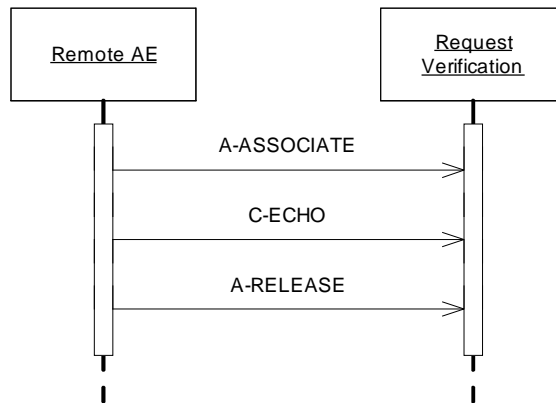 Remote AE
Request
Verification
A-ASSOCIATE
C-ECHO
A-RELEASE